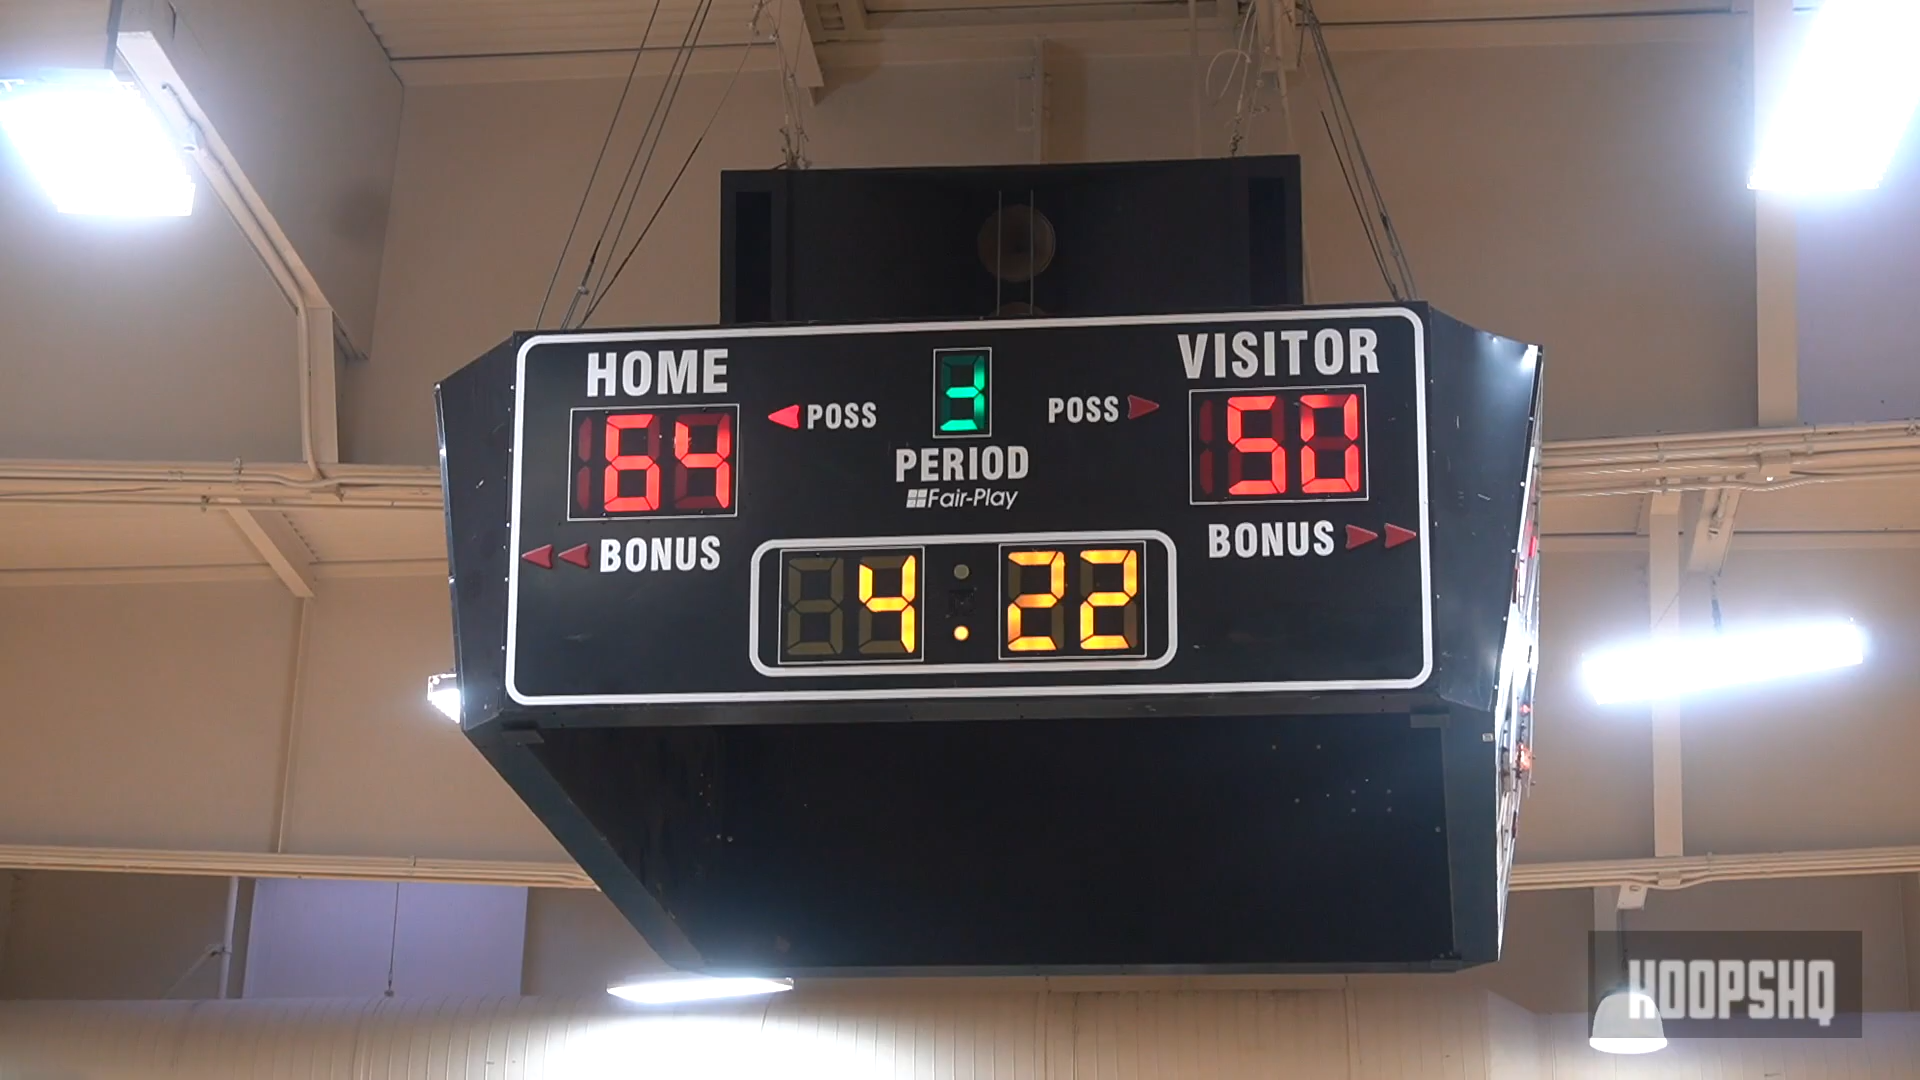 HOME
VISITOR
64
POSS
3
POSS
50
PERIOD
Fair-Play
BONUS
BONUS
4:22
HOOPSHQ